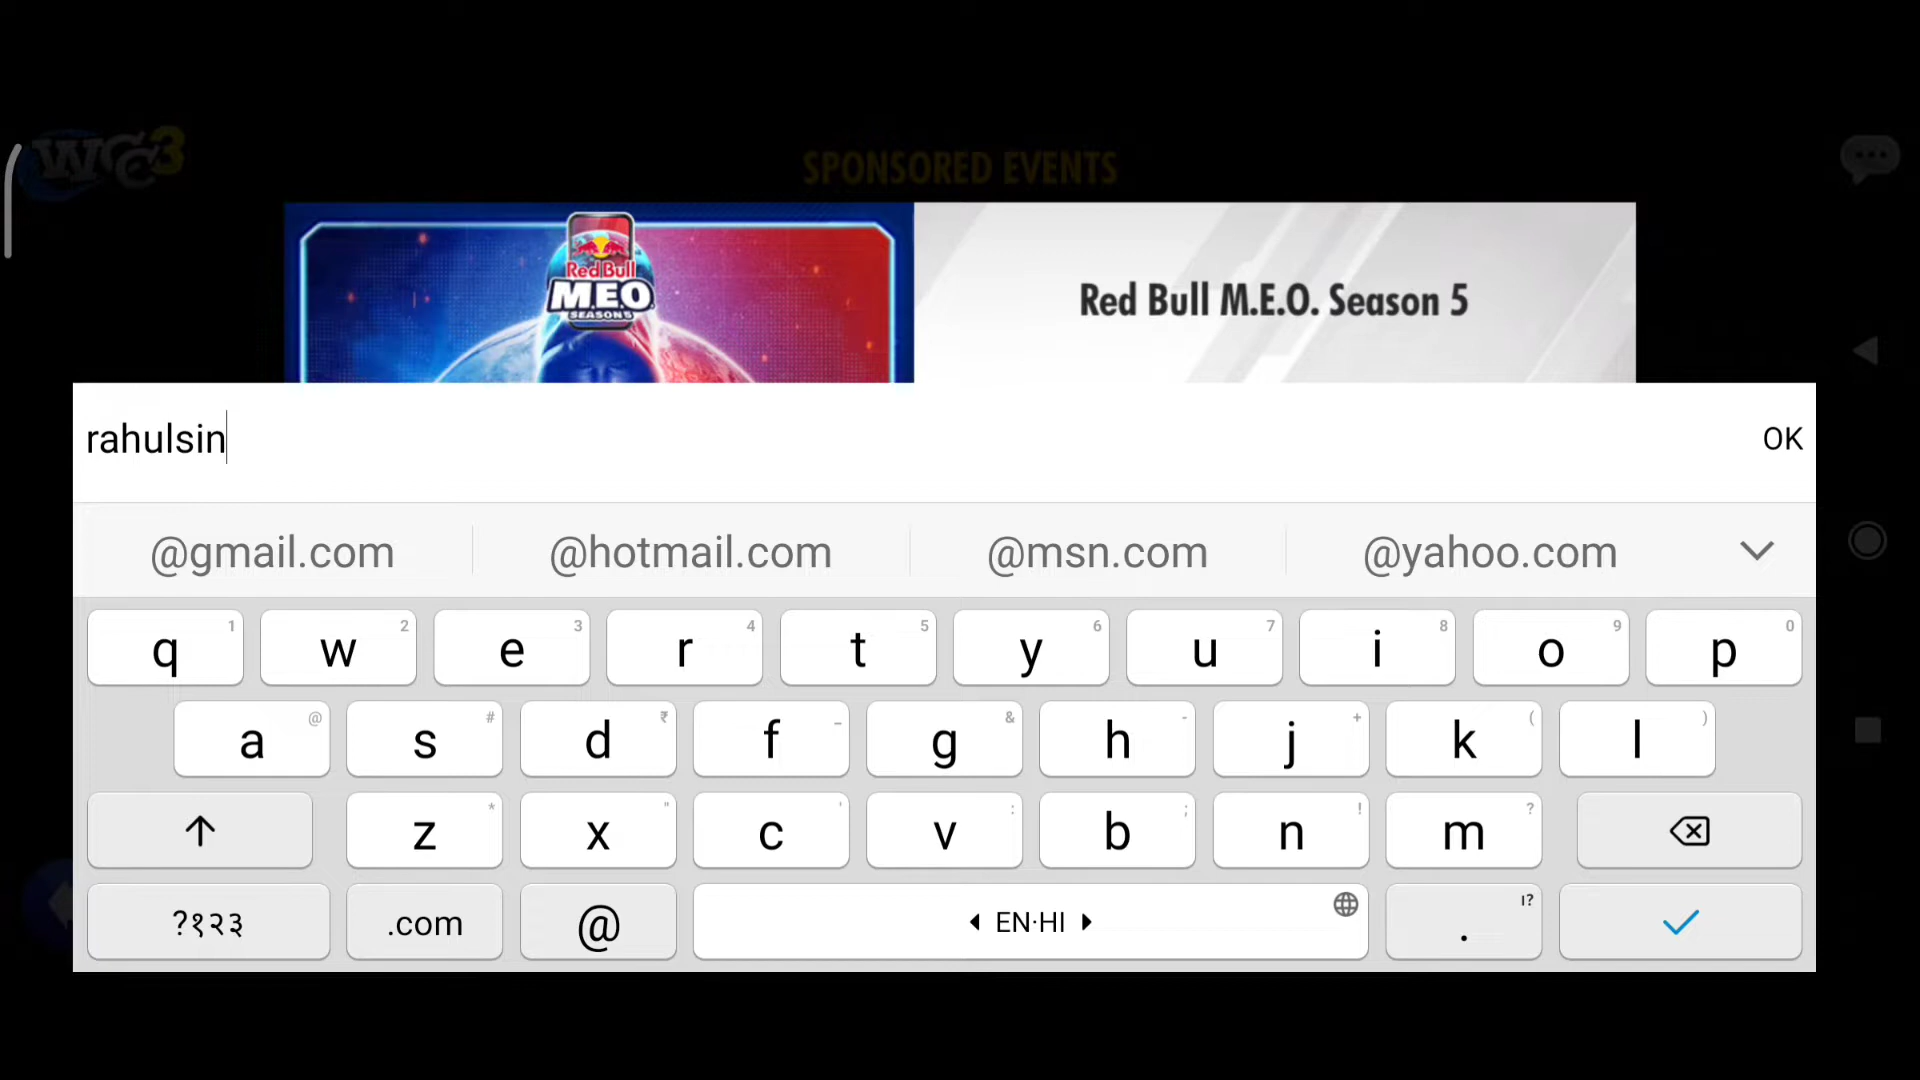 WCC3
SPONSORED EVENTS
Red Bull
M.E.O.
SEASON 5
Red Bull M.E.O. Season 5
rahulsin
OK
@gmail.com @hotmail.com @msn.com @yahoo.com
q 1 w 2 e 3 r 4 t 5 y 6 u 7 i 8 o 9 p 0
a @ s # d ₹ f _ g & h - j + k ( l )
z * x " c ' v : b ; n ! m ?
?१२३ .com @ EN·HI . ।?